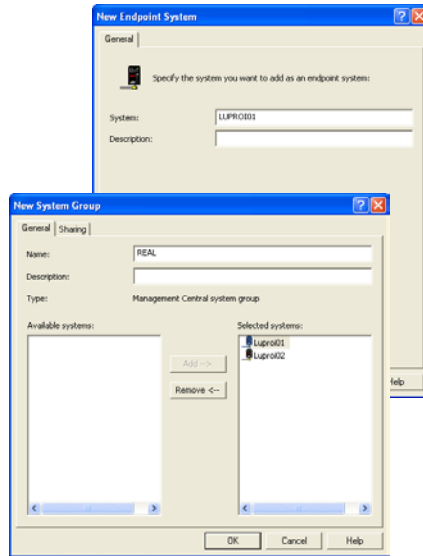 New Endpoint System
General
Specify the system you want to add as an endpoint system:
System: LUPROI01
Description:
Help
New System Group
General Sharing
Name: REAL
Description:
Type: Management Central system group
Available systems: Selected systems:
Luproi01
Luproi02
Add -->
Remove <--
OK Cancel Help